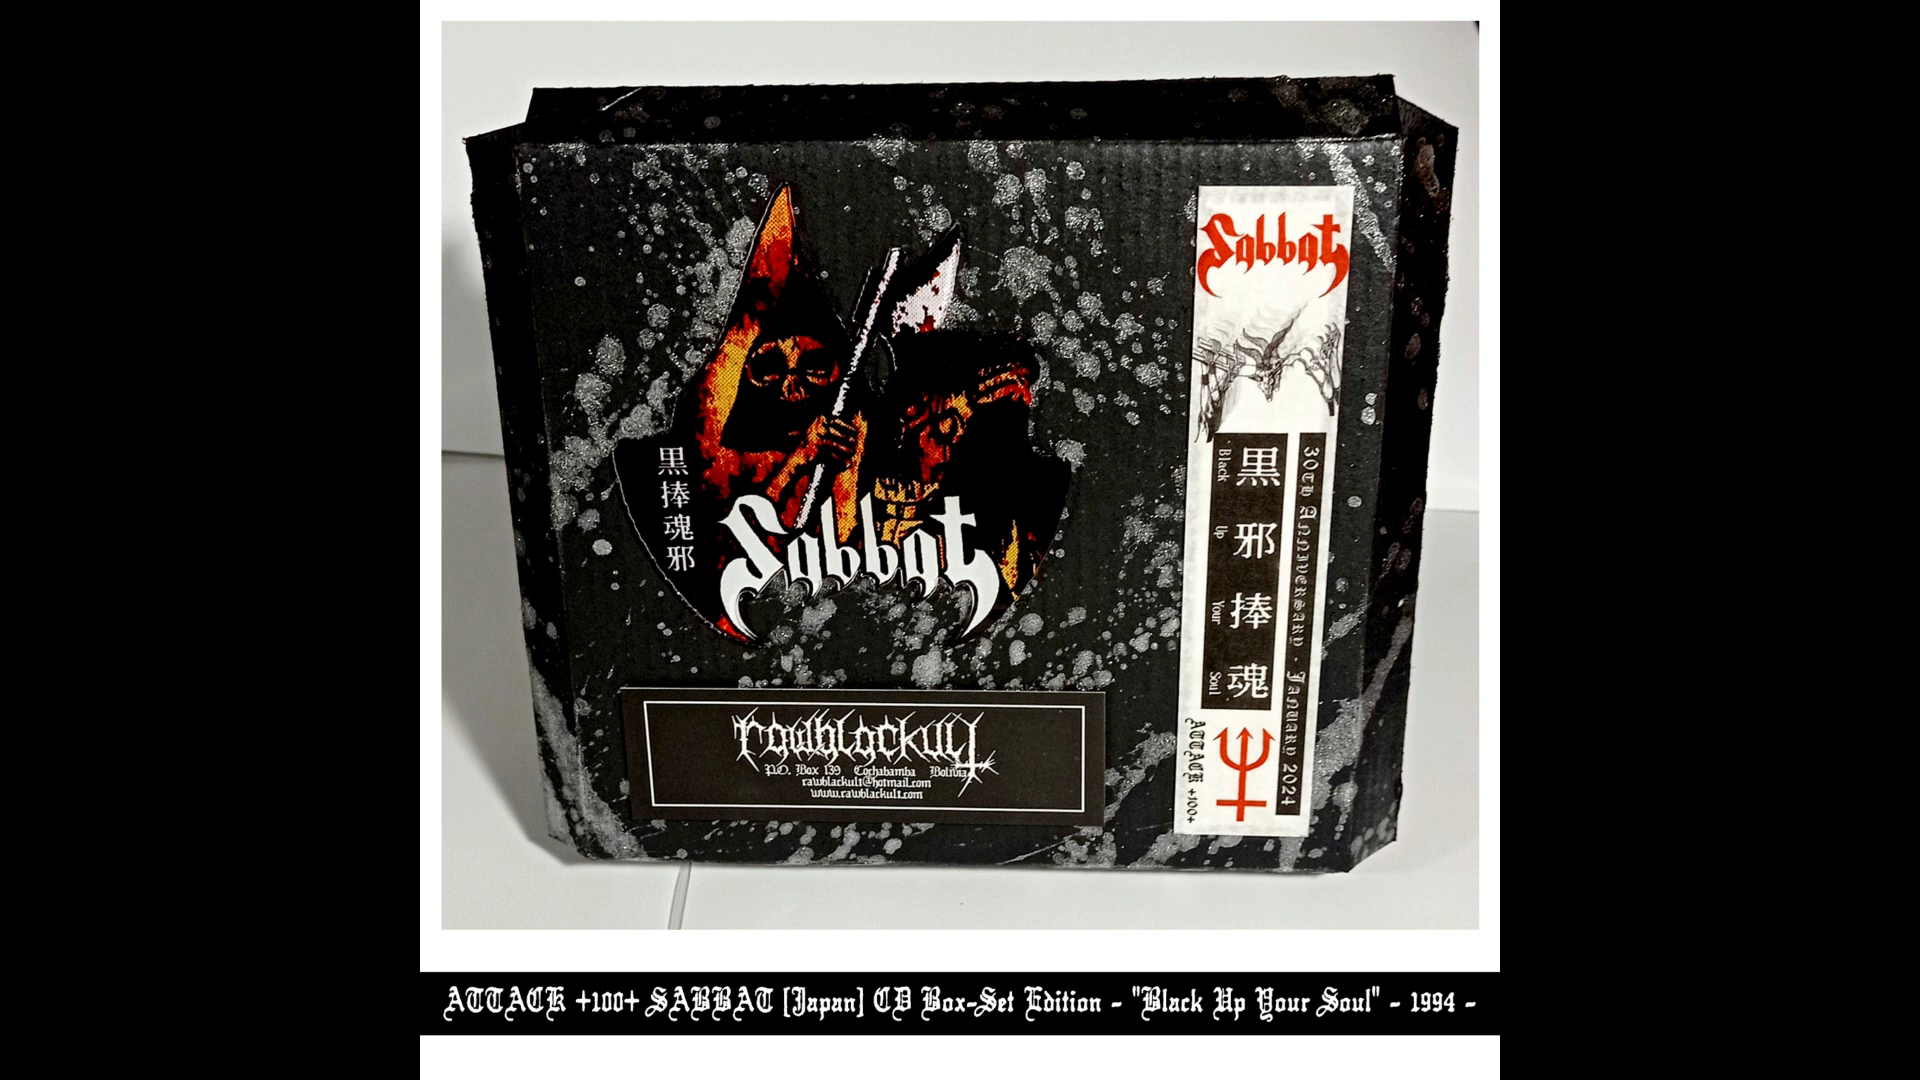 黒捧魂邪
Sabbat
rawblackult
P.O. Box 139 Cochabamba Bolivia
rawblackult@hotmail.com
www.rawblackult.com
Sabbat
黒邪捧魂
Black Up Your Soul
30th Anniversary - January 2024
ATTACK +100+
ATTACK +100+ SABBAT [Japan] CD Box-Set Edition - "Black Up Your Soul" - 1994 -